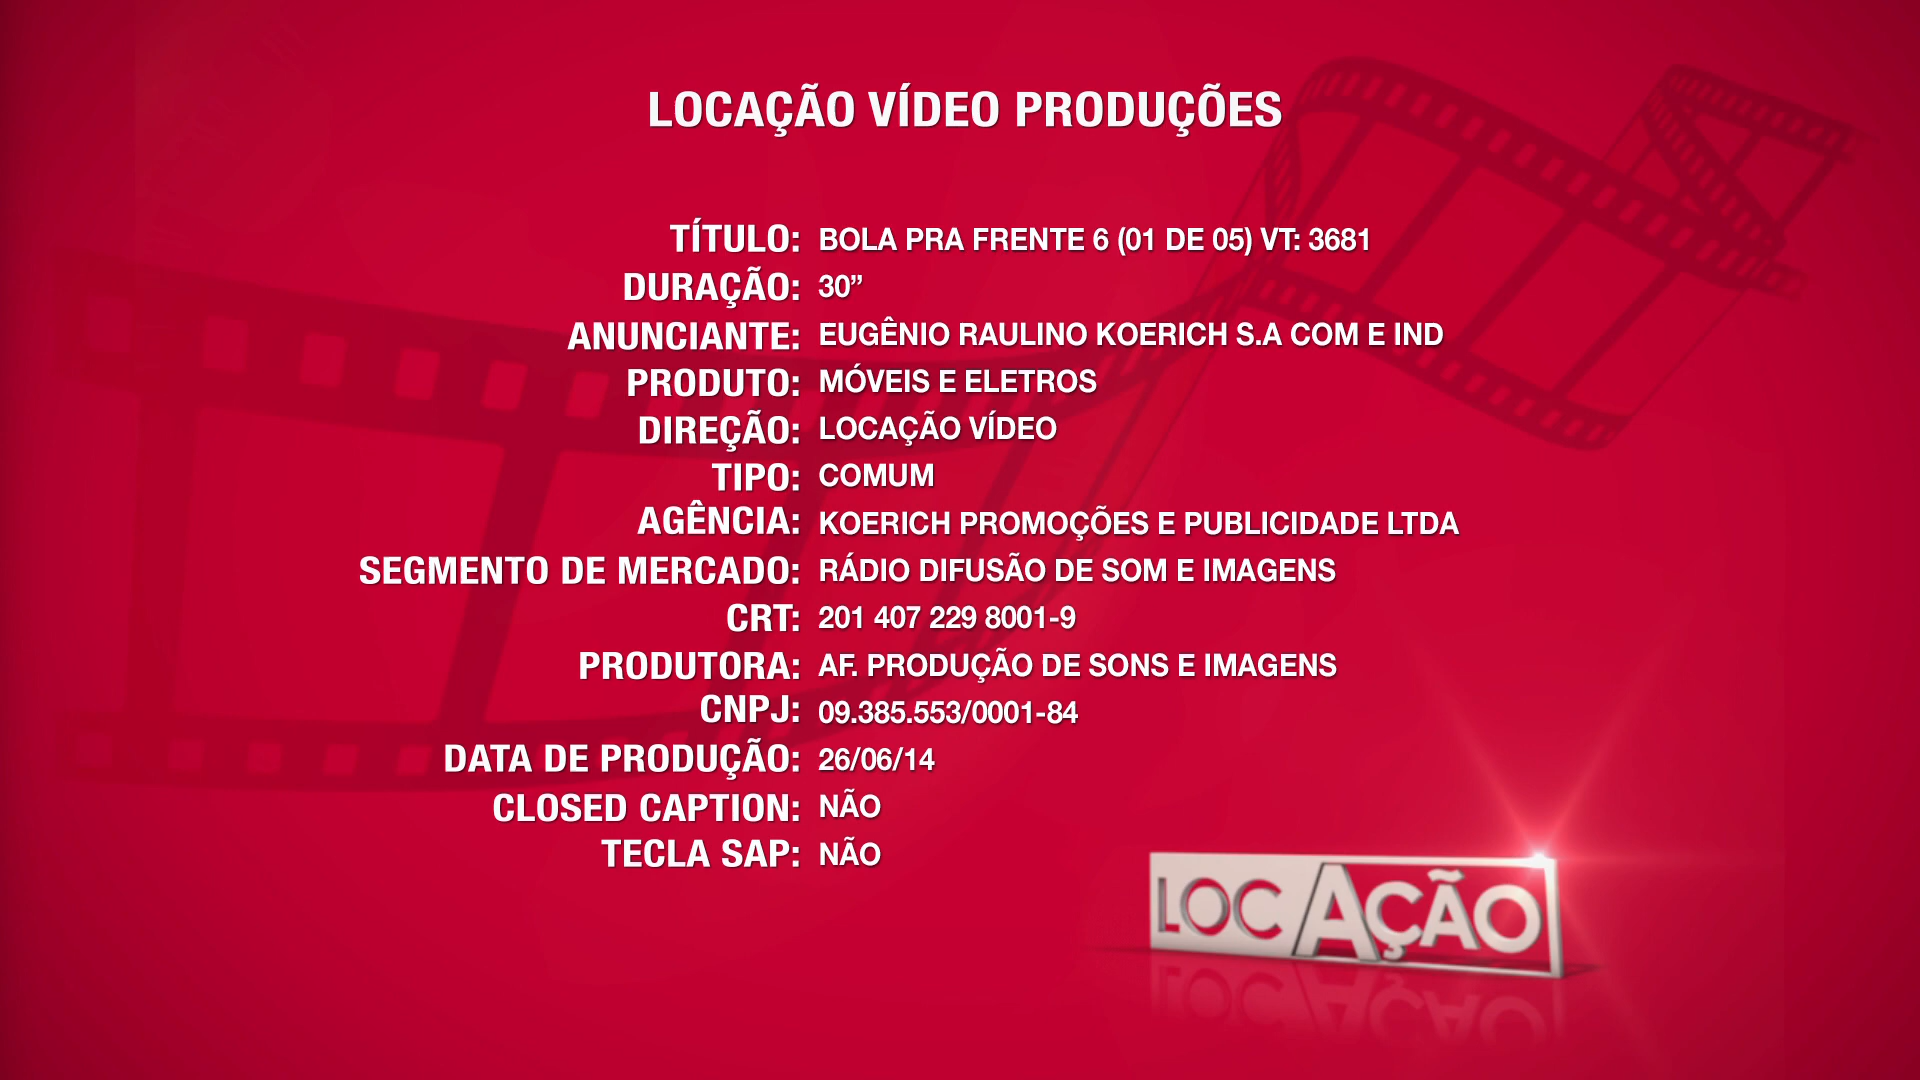 LOCAÇÃO VÍDEO PRODUÇÕES
TÍTULO: BOLA PRA FRENTE 6 (01 DE 05) VT: 3681
DURAÇÃO: 30”
ANUNCIANTE: EUGÊNIO RAULINO KOERICH S.A COM E IND
PRODUTO: MÓVEIS E ELETROS
DIREÇÃO: LOCAÇÃO VÍDEO
TIPO: COMUM
AGÊNCIA: KOERICH PROMOÇÕES E PUBLICIDADE LTDA
SEGMENTO DE MERCADO: RÁDIO DIFUSÃO DE SOM E IMAGENS
CRT: 201 407 229 8001-9
PRODUTORA: AF. PRODUÇÃO DE SONS E IMAGENS
CNPJ: 09.385.553/0001-84
DATA DE PRODUÇÃO: 26/06/14
CLOSED CAPTION: NÃO
TECLA SAP: NÃO
LOCAÇÃO